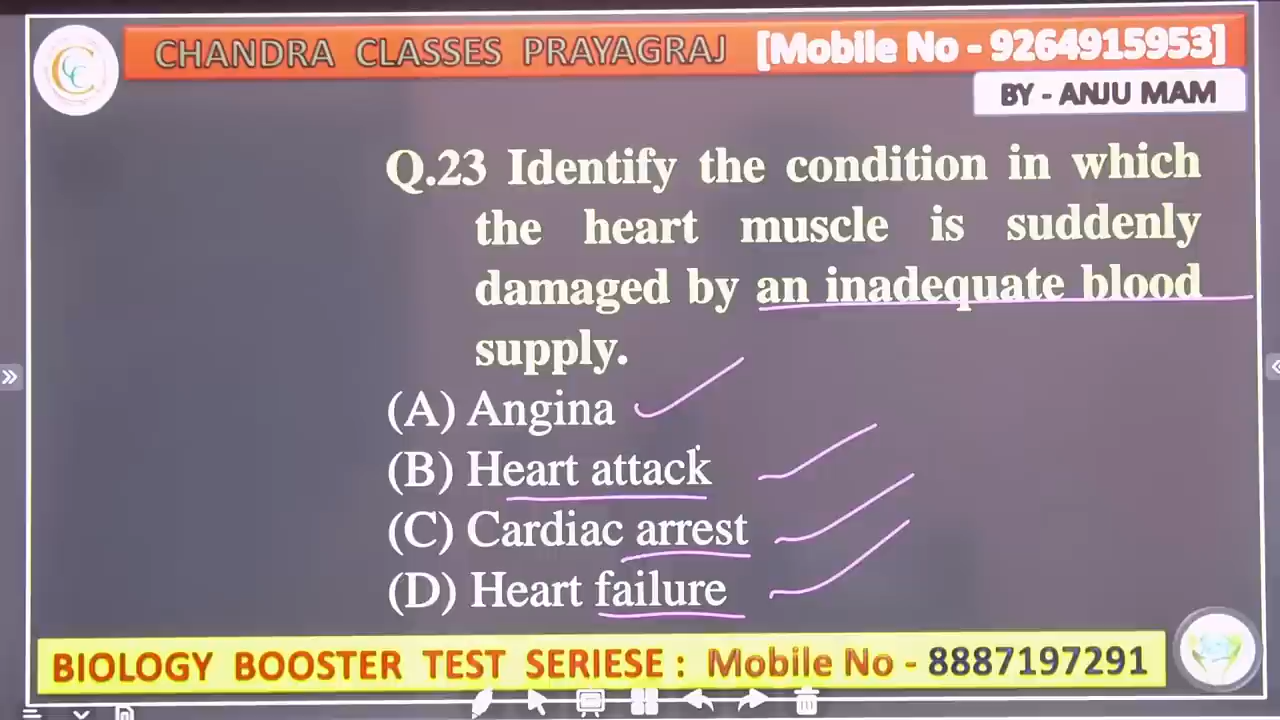 CHANDRA CLASSES PRAYAGRAJ [Mobile No - 9264915953]
BY - ANJU MAM
Q.23 Identify the condition in which
the heart muscle is suddenly
damaged by an inadequate blood
supply.
(A) Angina
(B) Heart attack
(C) Cardiac arrest
(D) Heart failure
BIOLOGY BOOSTER TEST SERIESE : Mobile No - 8887197291